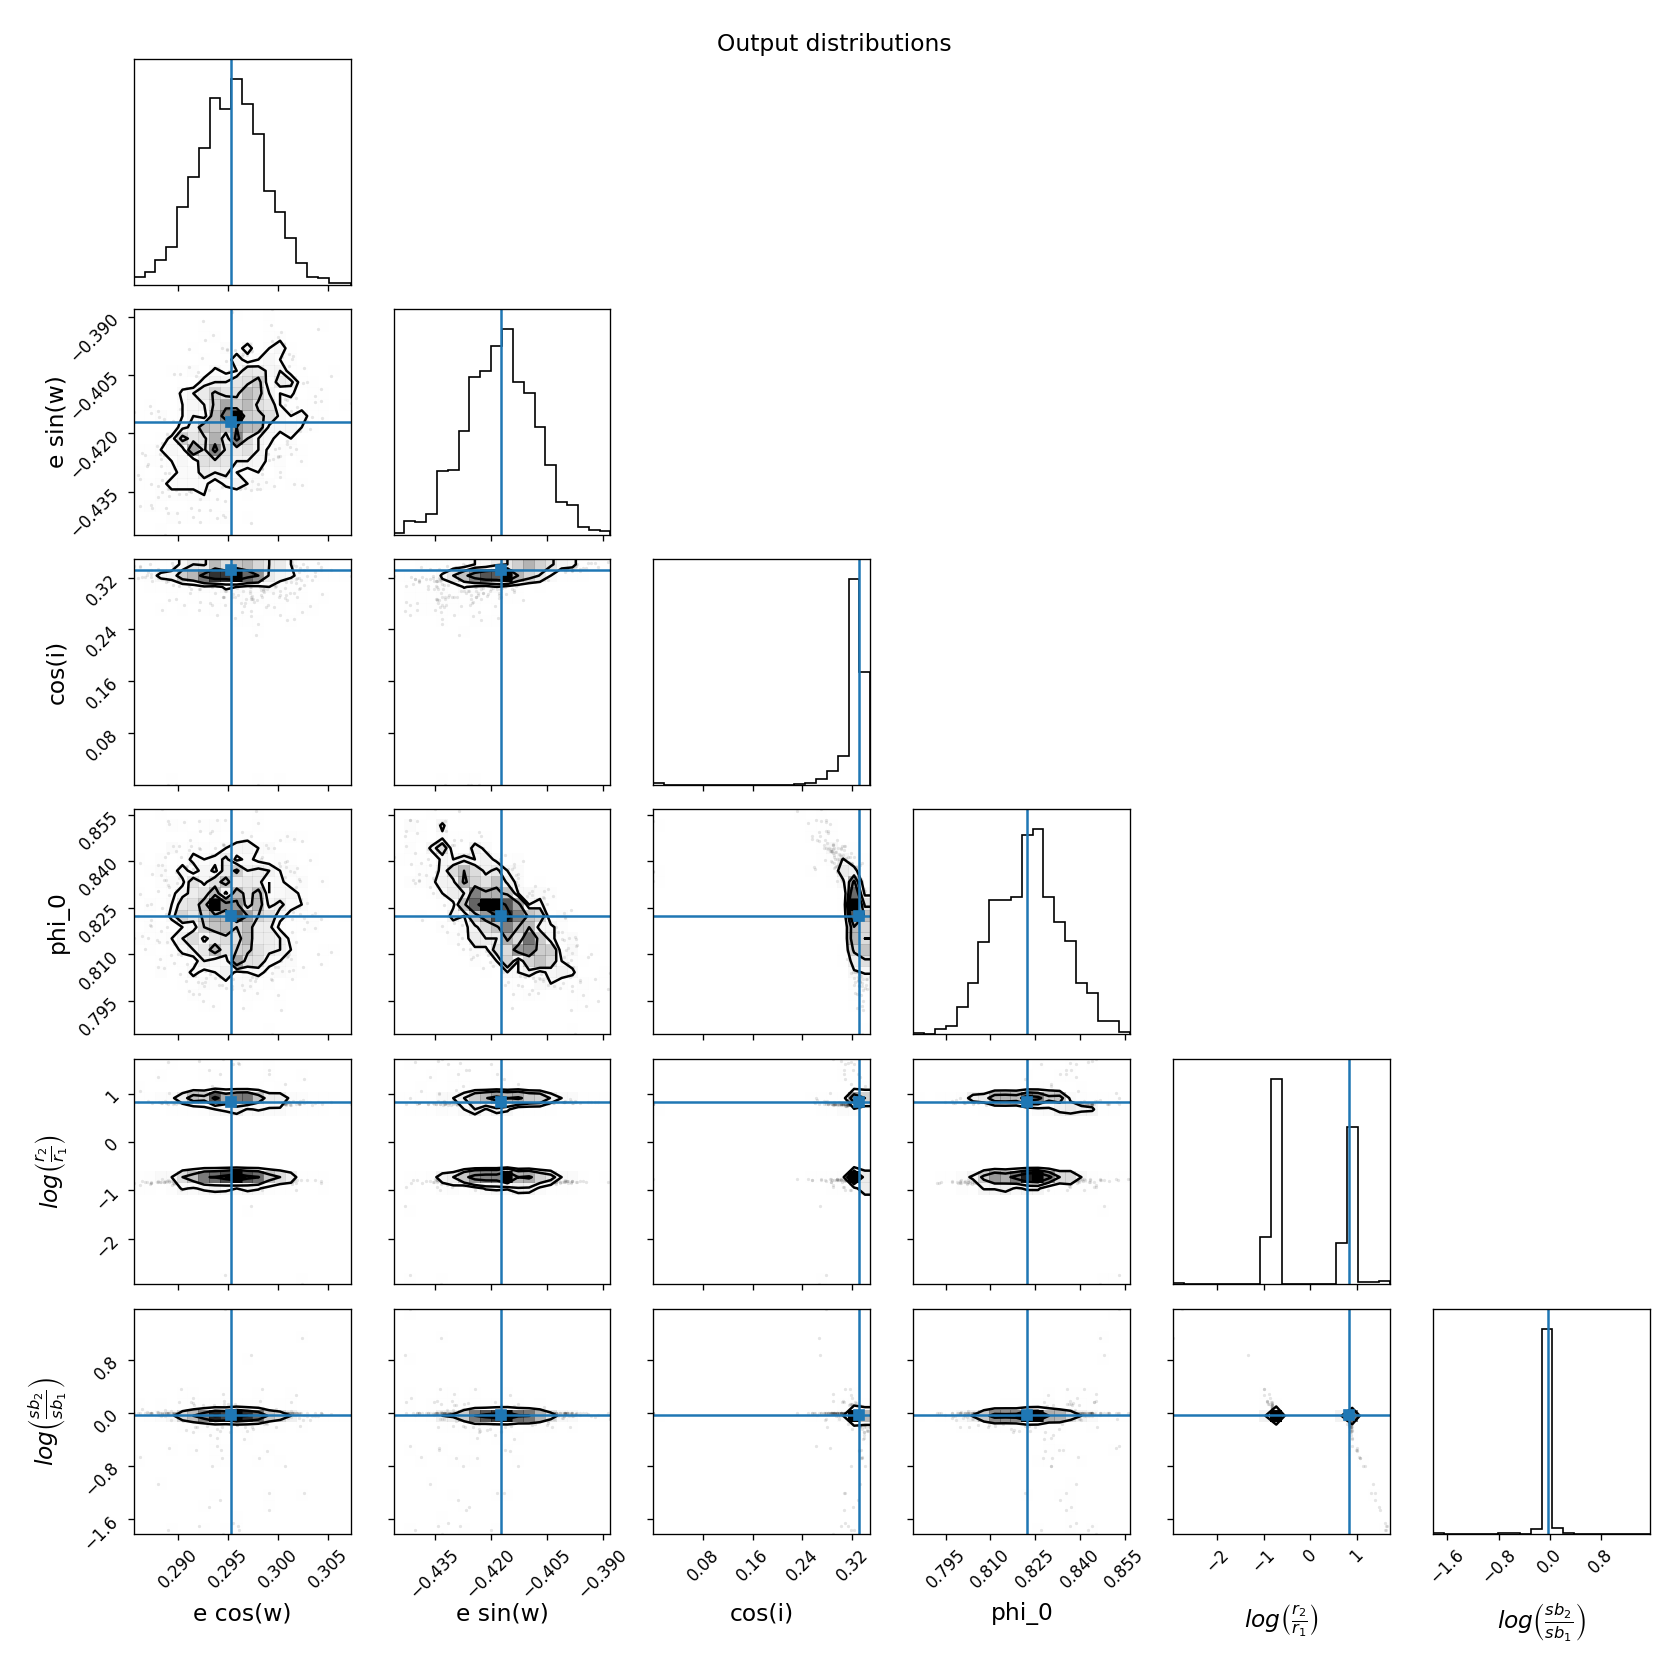 Output distributions
e sin(w)
−0.390
−0.405
−0.420
−0.435
cos(i)
0.32
0.24
0.16
0.08
phi_0
0.855
0.840
0.825
0.810
0.795
log(r₂/r₁)
1
0
−1
−2
log(sb₂/sb₁)
0.8
0.0
−0.8
−1.6
0.290 0.295 0.300 0.305 −0.435 −0.420 −0.405 −0.390 0.08 0.16 0.24 0.32 0.795 0.810 0.825 0.840 0.855 −2 −1 0 1 −1.6 −0.8 0.0 0.8
e cos(w) e sin(w) cos(i) phi_0 log(r₂/r₁) log(sb₂/sb₁)